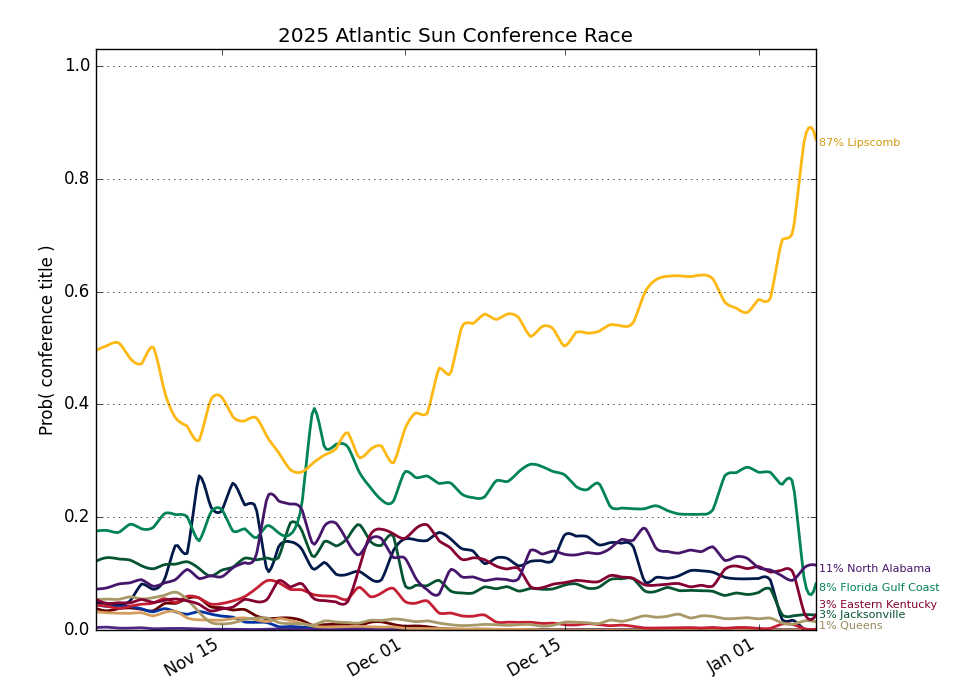 2025 Atlantic Sun Conference Race
Prob( conference title )
1.0
0.8
0.6
0.4
0.2
0.0
Nov 15
Dec 01
Dec 15
Jan 01
87% Lipscomb
11% North Alabama
8% Florida Gulf Coast
3% Eastern Kentucky
3% Jacksonville
1% Queens